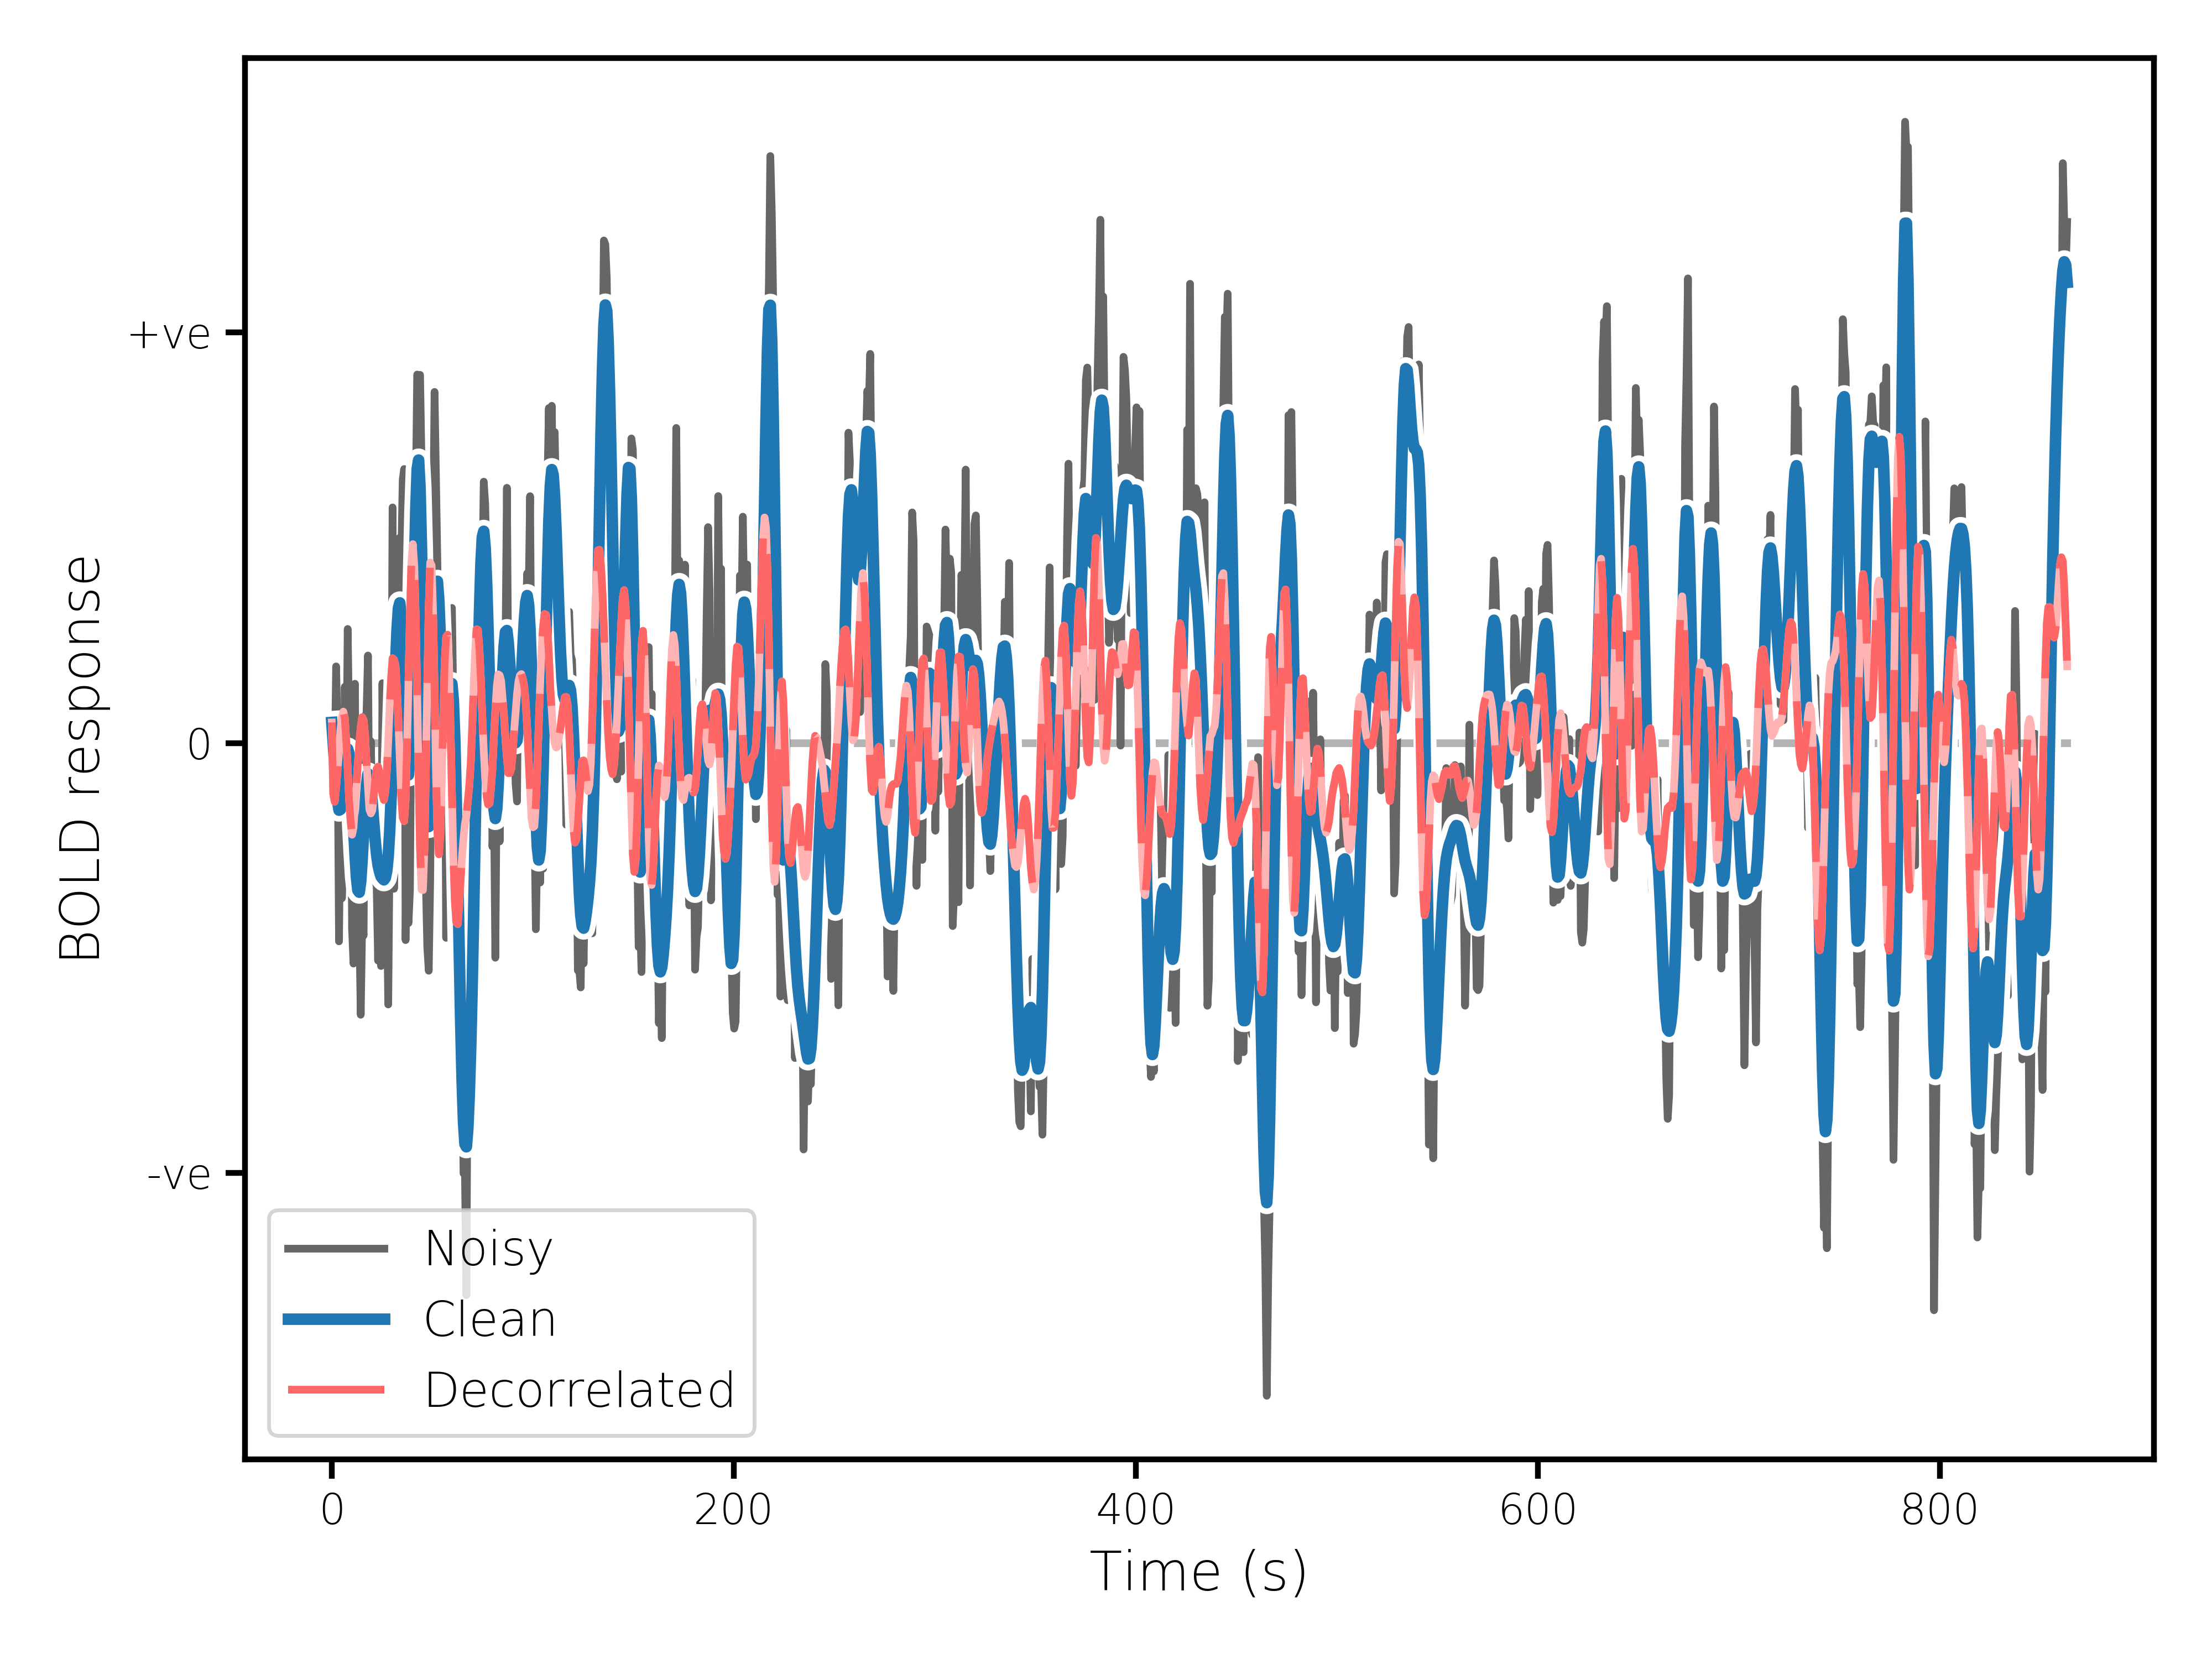 BOLD response
+ve
0
-ve
Noisy
Clean
Decorrelated
0 200 400 600 800
Time (s)